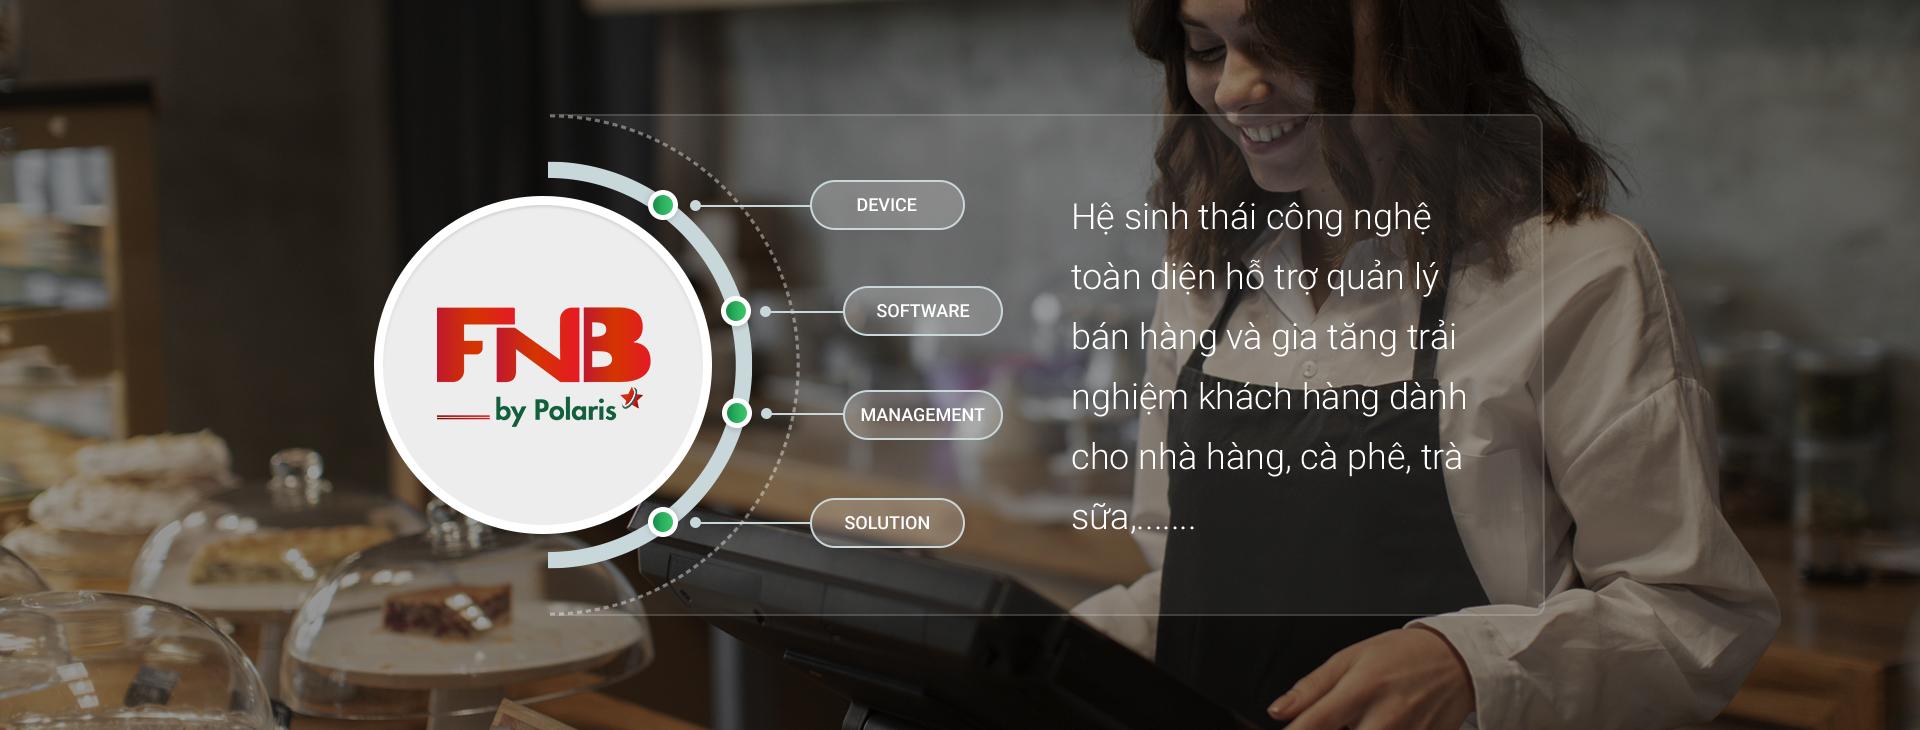 FNB
by Polaris
DEVICE
SOFTWARE
MANAGEMENT
SOLUTION
Hệ sinh thái công nghệ
toàn diện hỗ trợ quản lý
bán hàng và gia tăng trải
nghiệm khách hàng dành
cho nhà hàng, cà phê, trà
sữa,.......